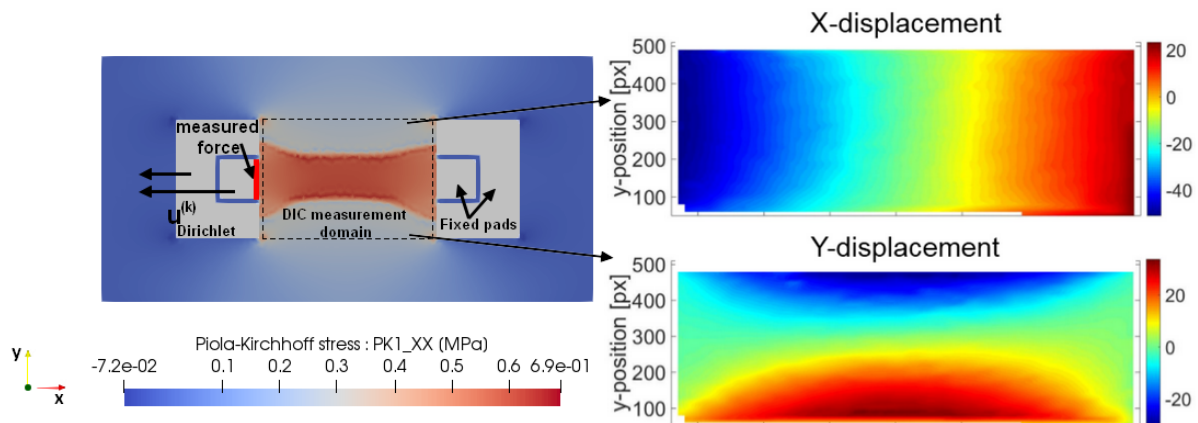 measured
force
u(k)
Dirichlet
DIC measurement
domain
Fixed pads
Piola-Kirchhoff stress : PK1_XX (MPa)
-7.2e-02 0.1 0.2 0.3 0.4 0.5 0.6 6.9e-01
y
x
X-displacement
y-position [px]
500
400
300
200
100
20
0
-20
-40
Y-displacement
y-position [px]
500
400
300
200
100
20
0
-20